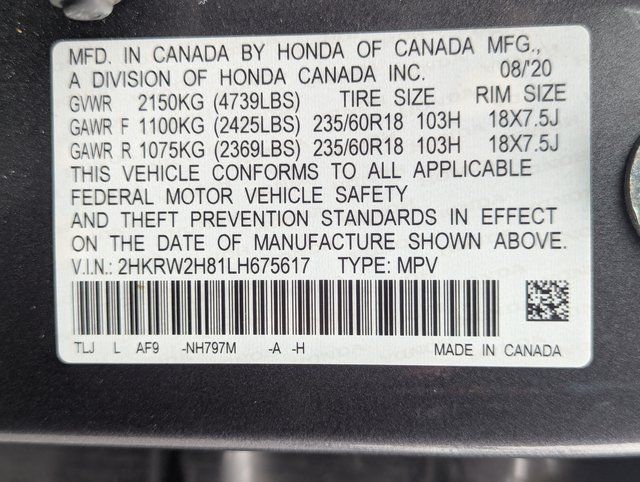 MFD. IN CANADA BY HONDA OF CANADA MFG.,
A DIVISION OF HONDA CANADA INC. 08/'20
GVWR 2150KG (4739LBS) TIRE SIZE RIM SIZE
GAWR F 1100KG (2425LBS) 235/60R18 103H 18X7.5J
GAWR R 1075KG (2369LBS) 235/60R18 103H 18X7.5J
THIS VEHICLE CONFORMS TO ALL APPLICABLE
FEDERAL MOTOR VEHICLE SAFETY
AND THEFT PREVENTION STANDARDS IN EFFECT
ON THE DATE OF MANUFACTURE SHOWN ABOVE.
V.I.N.: 2HKRW2H81LH675617 TYPE: MPV
TLJ L AF9 -NH797M -A -H MADE IN CANADA